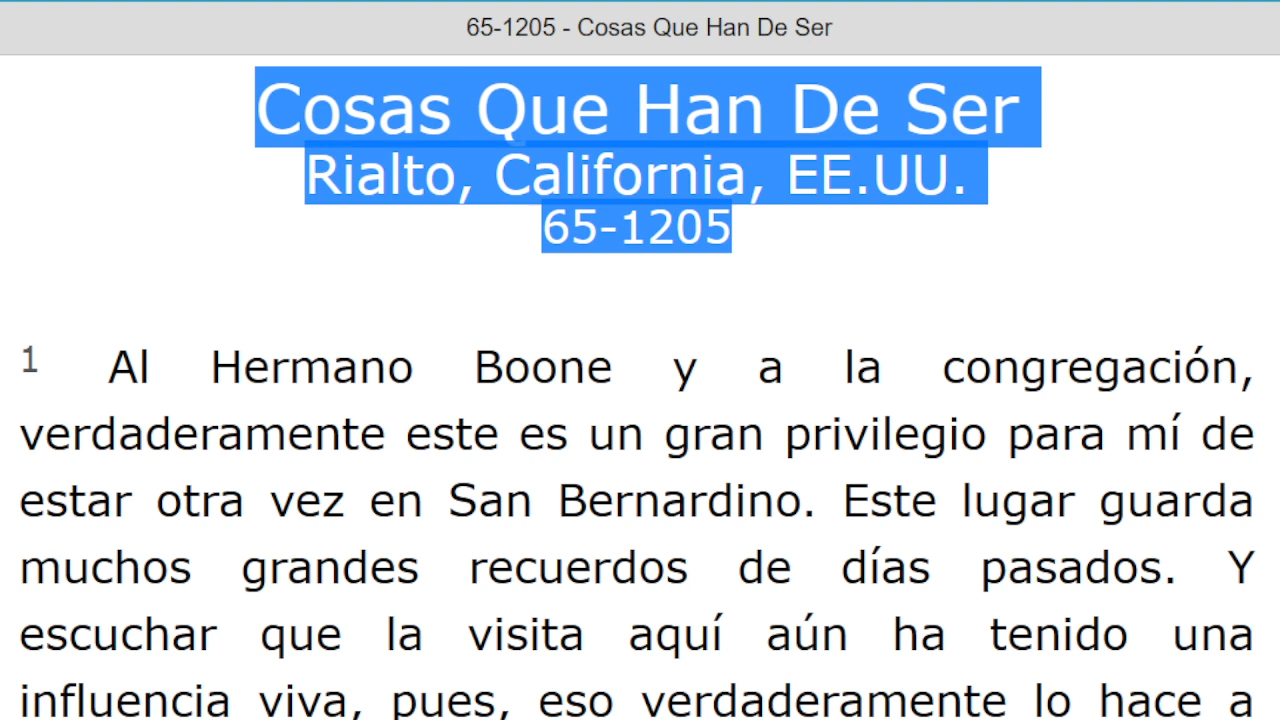 65-1205 - Cosas Que Han De Ser
Cosas Que Han De Ser
Rialto, California, EE.UU.
65-1205
1 Al Hermano Boone y a la congregación,
verdaderamente este es un gran privilegio para mí de
estar otra vez en San Bernardino. Este lugar guarda
muchos grandes recuerdos de días pasados. Y
escuchar que la visita aquí aún ha tenido una
influencia viva, pues, eso verdaderamente lo hace a